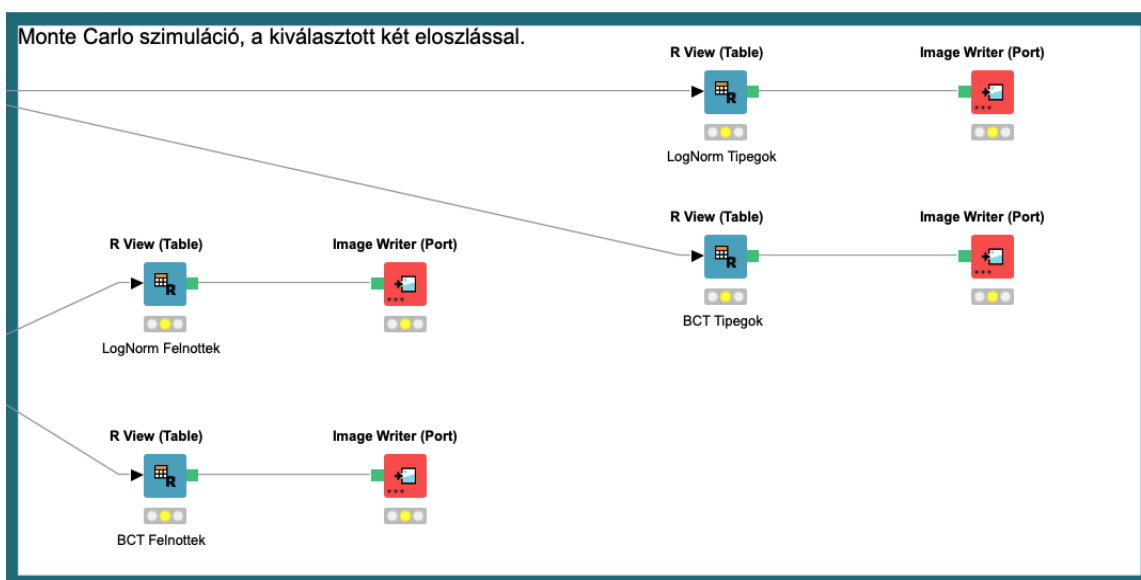 Monte Carlo szimuláció, a kiválasztott két eloszlással.
R View (Table)
Image Writer (Port)
R
LogNorm Tipegok
R View (Table)
Image Writer (Port)
R
BCT Tipegok
R View (Table)
Image Writer (Port)
R
LogNorm Felnottek
R View (Table)
Image Writer (Port)
R
BCT Felnottek